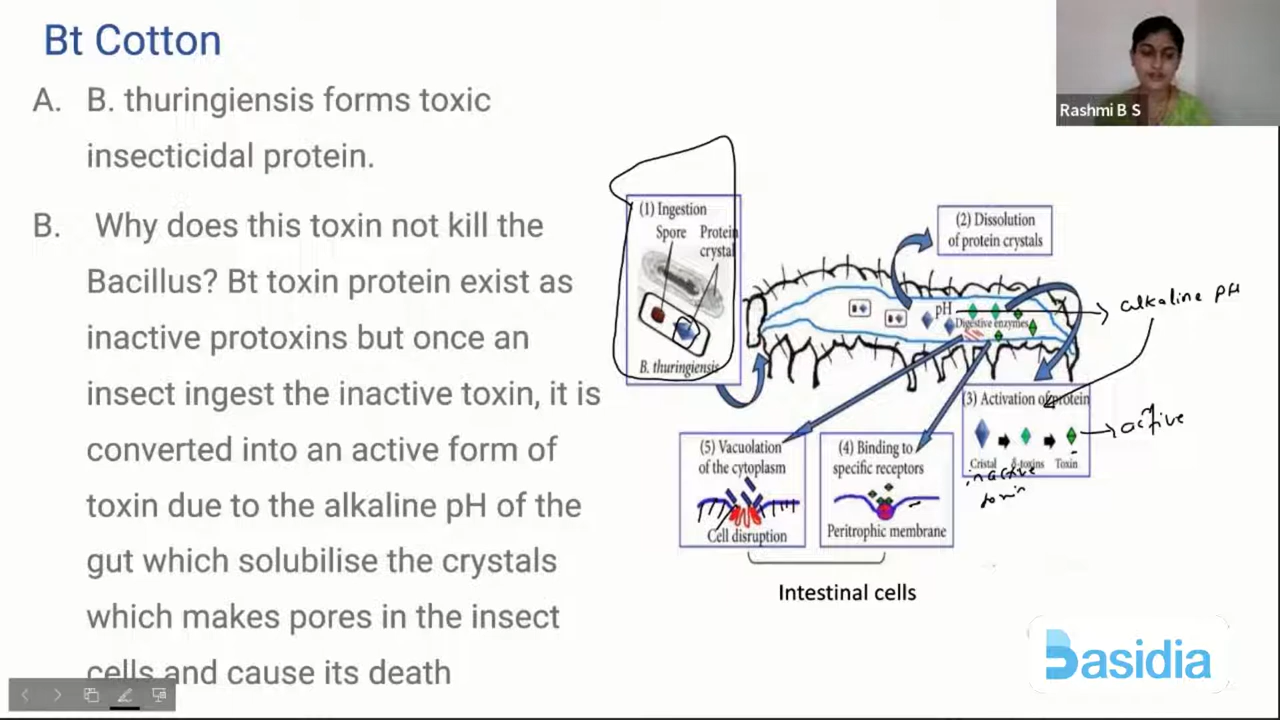 Bt Cotton
A. B. thuringiensis forms toxic
insecticidal protein.
B. Why does this toxin not kill the
Bacillus? Bt toxin protein exist as
inactive protoxins but once an
insect ingest the inactive toxin, it is
converted into an active form of
toxin due to the alkaline pH of the
gut which solubilise the crystals
which makes pores in the insect
cells and cause its death
Rashmi B S
(1) Ingestion
Spore Protein
crystal
B. thuringiensis
(2) Dissolution
of protein crystals
pH
Digestive enzymes
alkaline pH
(3) Activation of protein
Cristal δ-toxins Toxin
active
inactive
toxin
(5) Vacuolation
of the cytoplasm
Cell disruption
(4) Binding to
specific receptors
Peritrophic membrane
Intestinal cells
Basidia